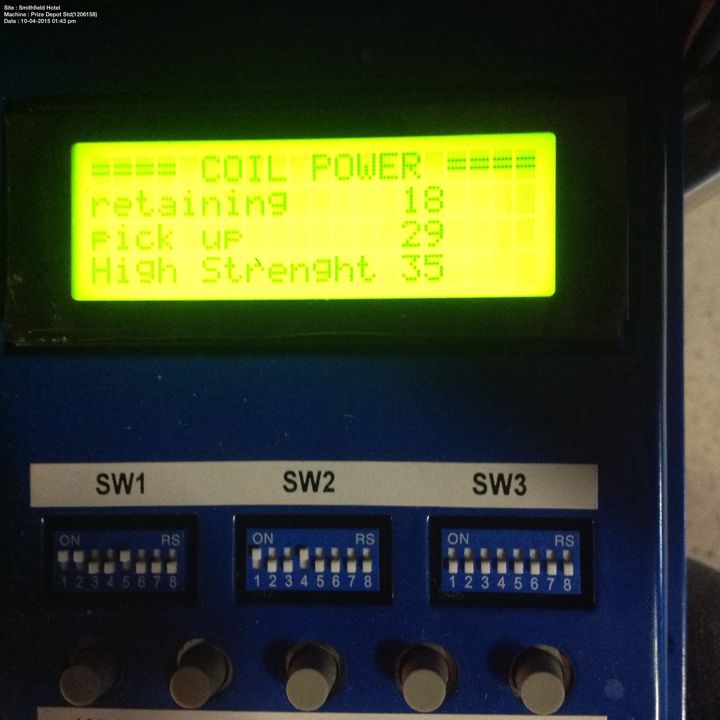 Site : Smithfield Hotel
Machine : Prize Depot Std(1206158)
Date : 10-04-2015 01:43 pm
==== COIL POWER ====
retaining 18
pick up 29
High Strenght 35
SW1 SW2 SW3
ON RS ON RS ON RS
1 2 3 4 5 6 7 8 1 2 3 4 5 6 7 8 1 2 3 4 5 6 7 8